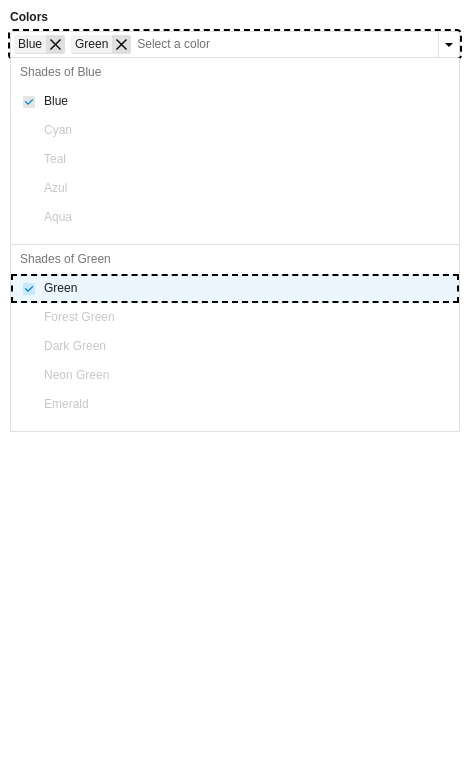 Colors
Blue Green Select a color
Shades of Blue
Blue
Cyan
Teal
Azul
Aqua
Shades of Green
Green
Forest Green
Dark Green
Neon Green
Emerald